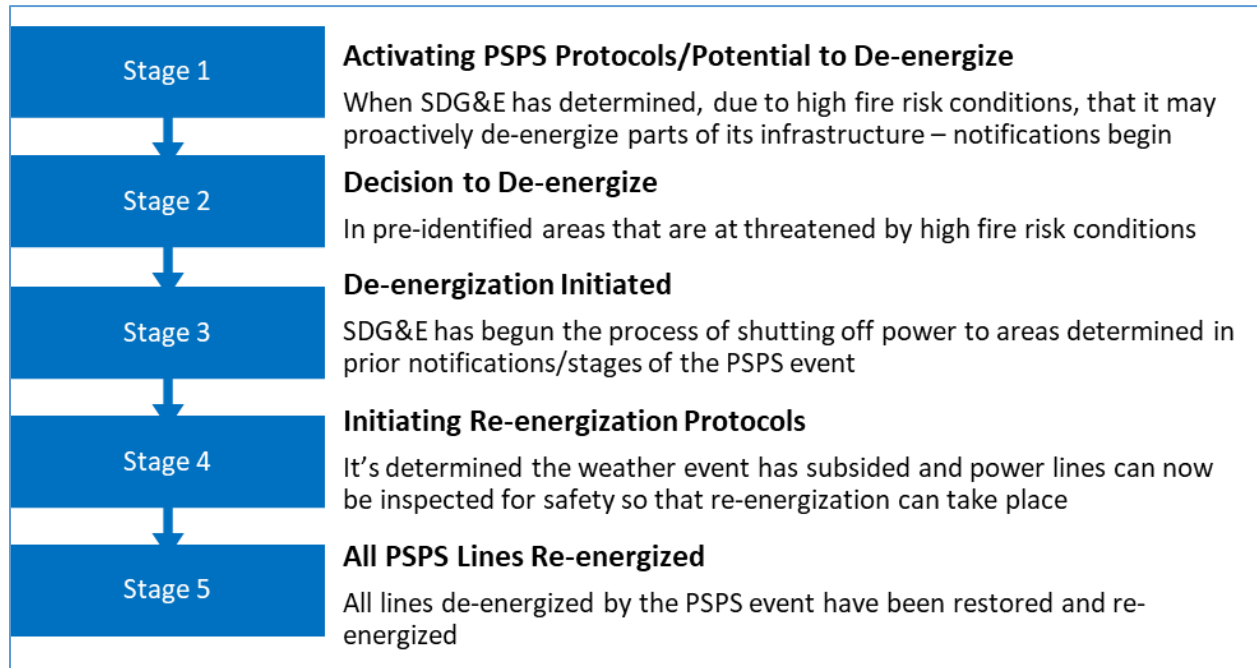 Stage 1
Activating PSPS Protocols/Potential to De-energize
When SDG&E has determined, due to high fire risk conditions, that it may
proactively de-energize parts of its infrastructure – notifications begin
Stage 2
Decision to De-energize
In pre-identified areas that are at threatened by high fire risk conditions
Stage 3
De-energization Initiated
SDG&E has begun the process of shutting off power to areas determined in
prior notifications/stages of the PSPS event
Stage 4
Initiating Re-energization Protocols
It's determined the weather event has subsided and power lines can now
be inspected for safety so that re-energization can take place
Stage 5
All PSPS Lines Re-energized
All lines de-energized by the PSPS event have been restored and re-
energized